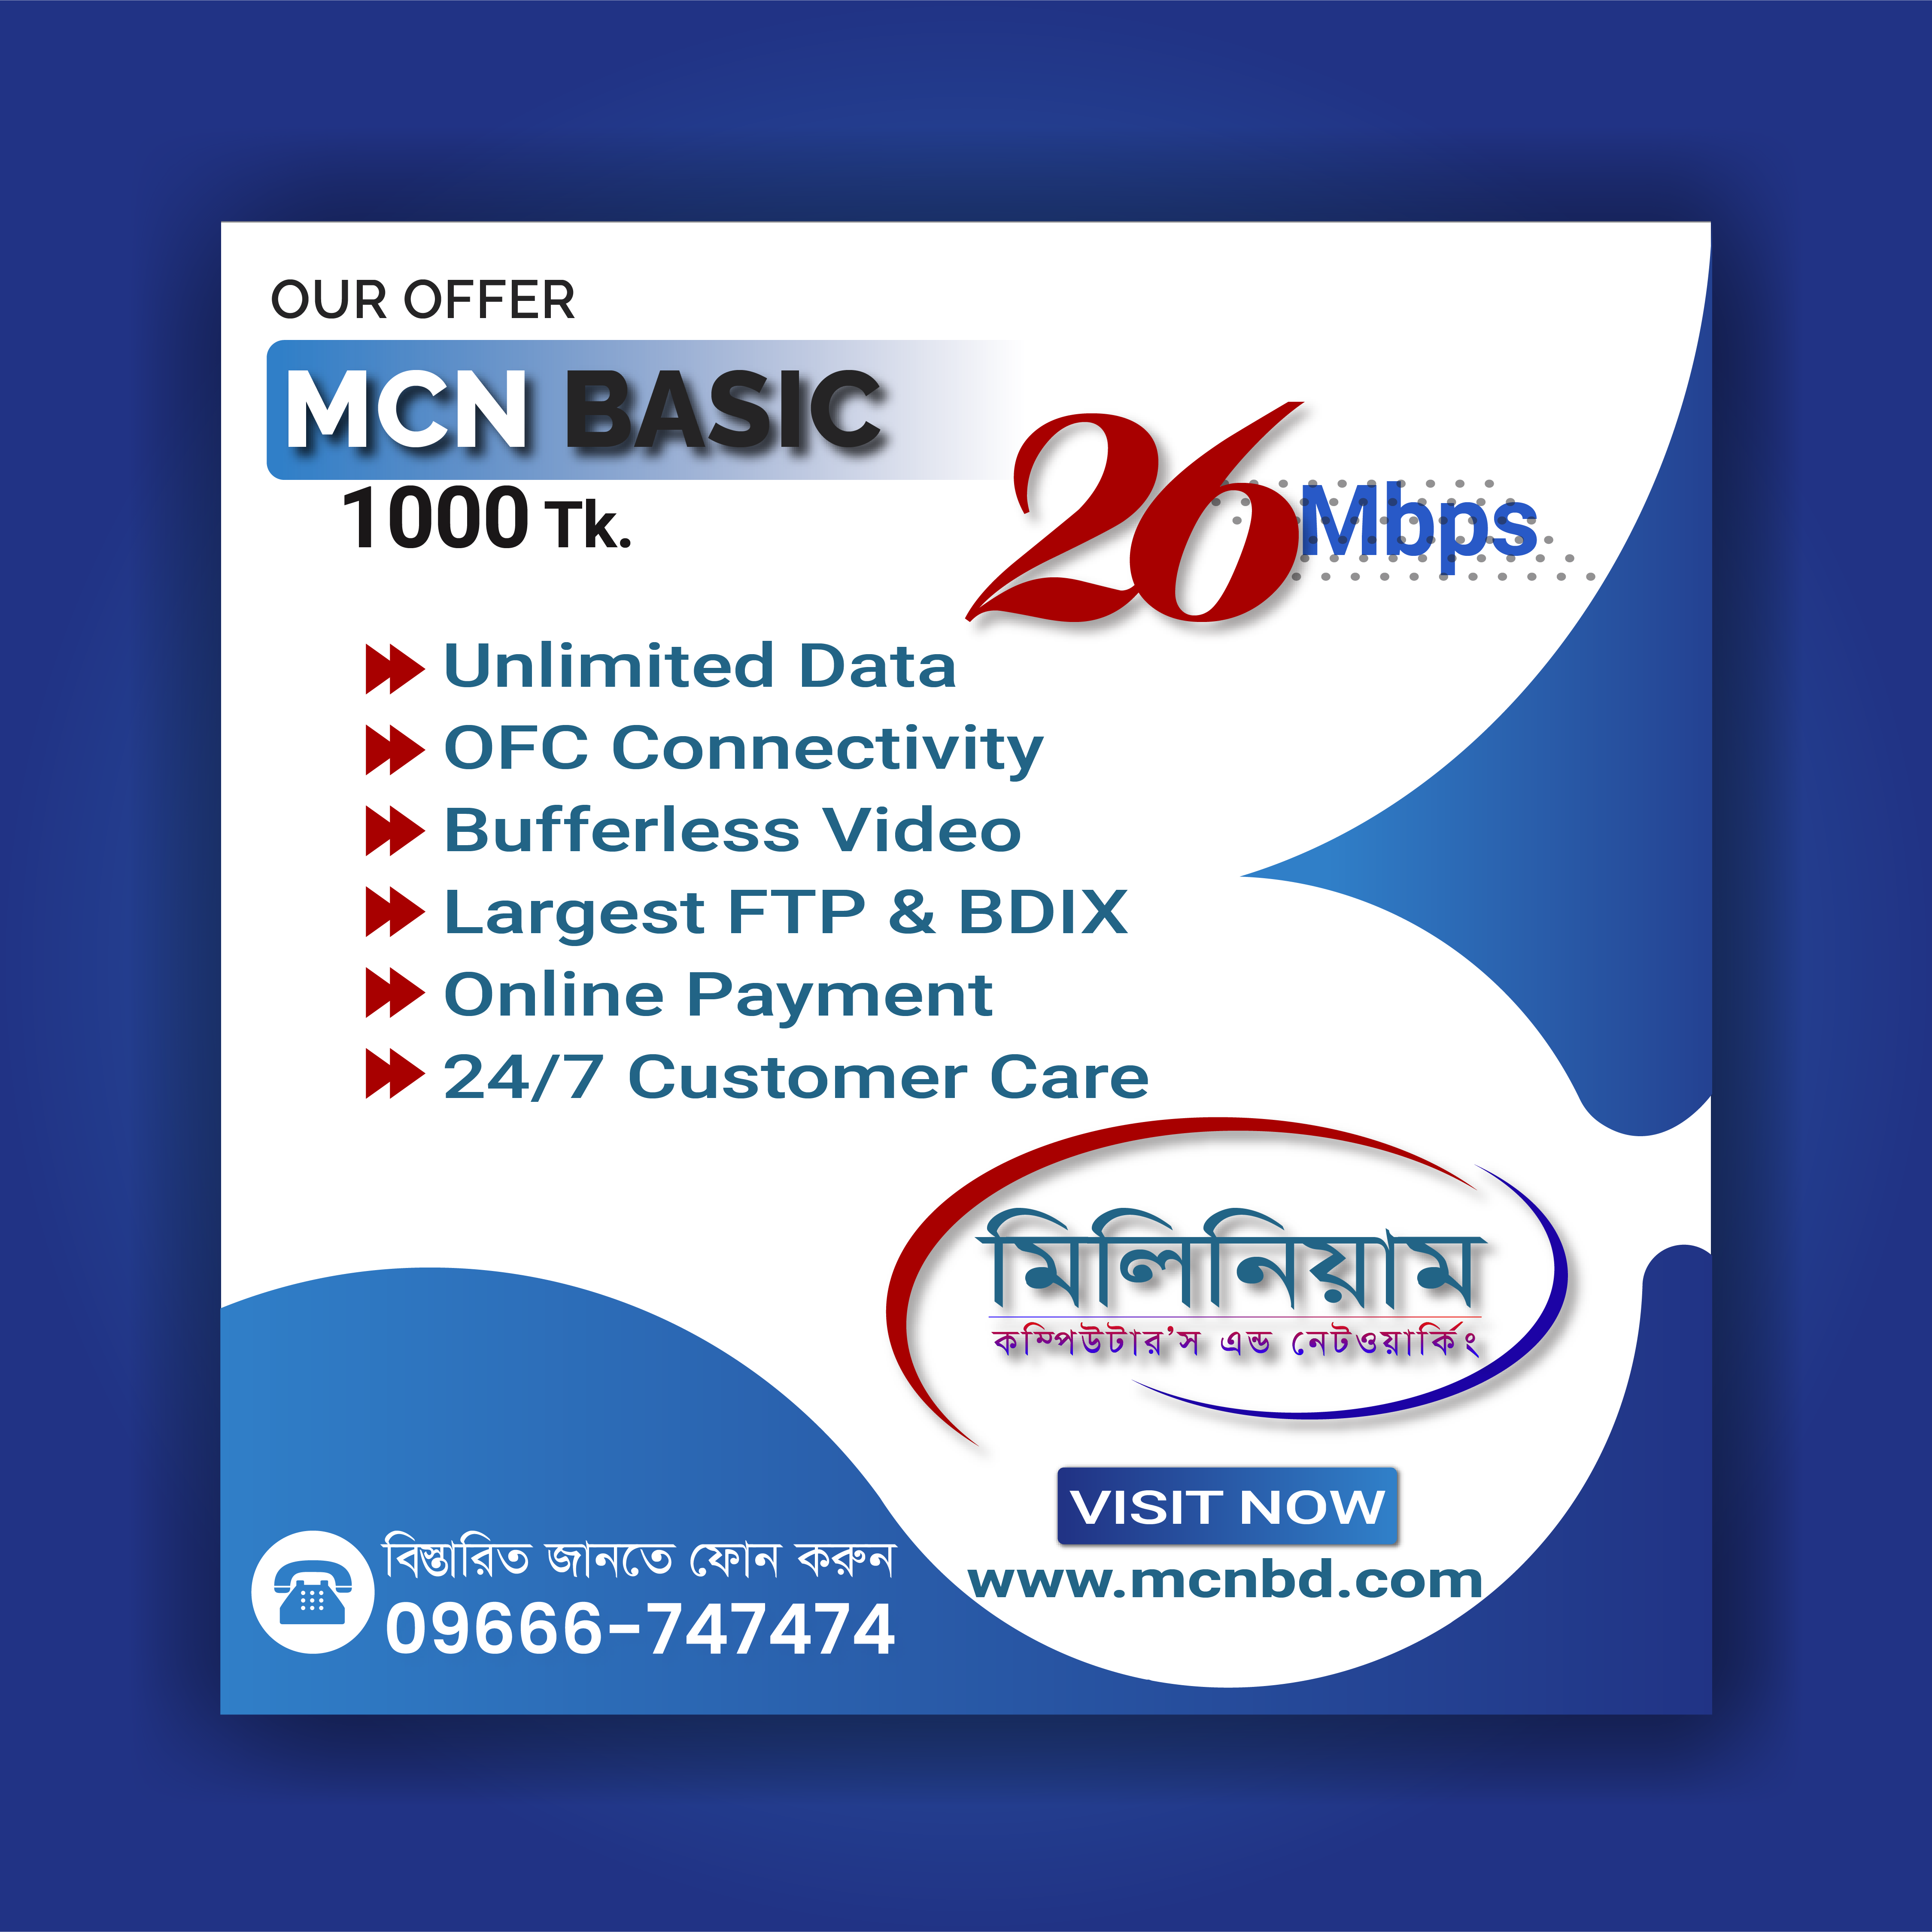 OUR OFFER
MCN BASIC
1000 Tk.
26 Mbps
Unlimited Data
OFC Connectivity
Bufferless Video
Largest FTP & BDIX
Online Payment
24/7 Customer Care
মিলিনিয়াম
কম্পিউটার’স এন্ড নেটওয়ার্কিং
VISIT NOW
www.mcnbd.com
বিস্তারিত জানতে ফোন করুন
09666-747474